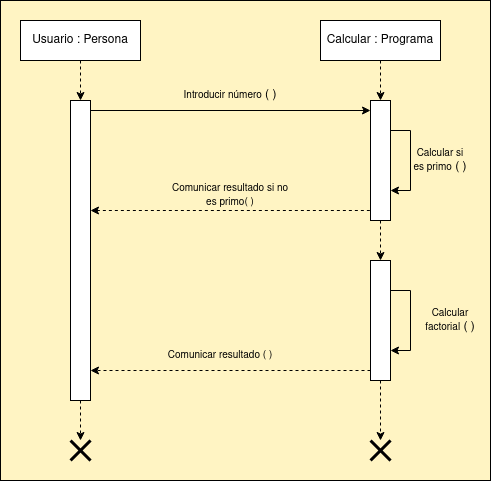 Usuario : Persona
Calcular : Programa
Introducir número ( )
Calcular si
es primo ( )
Comunicar resultado si no
es primo( )
Calcular
factorial ( )
Comunicar resultado ( )